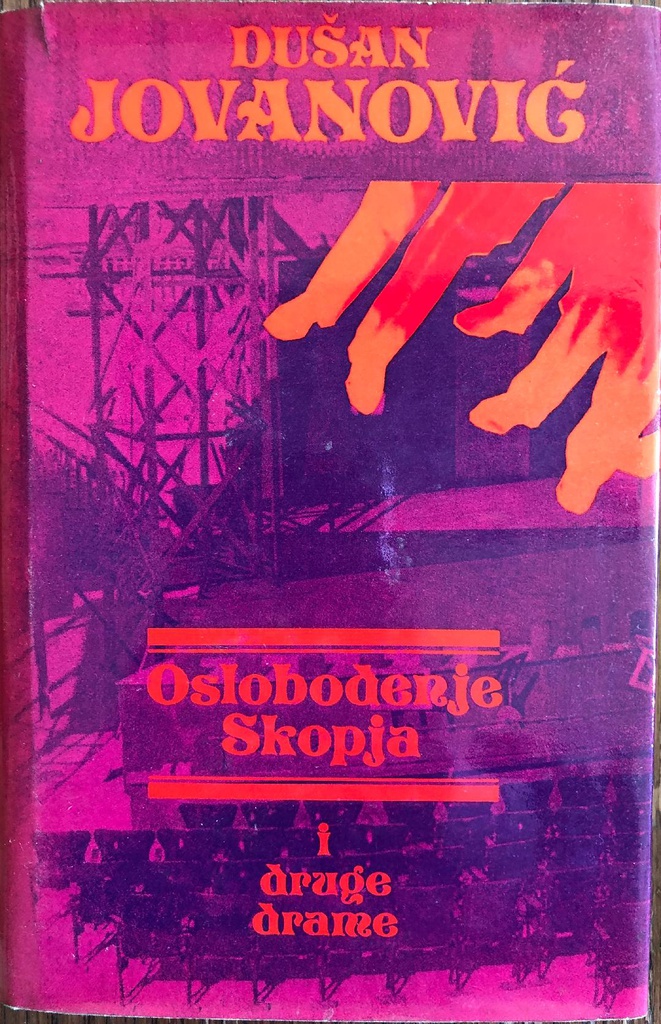 DUŠAN
JOVANOVIĆ
Oslobođenje
Skopja
i
druge
drame